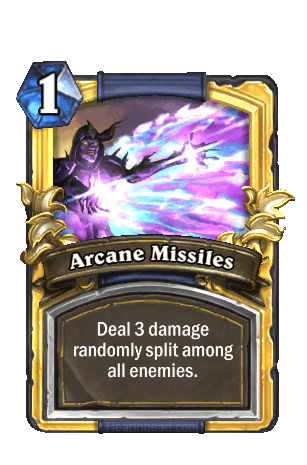 1
Arcane Missiles
Deal 3 damage
randomly split among
all enemies.